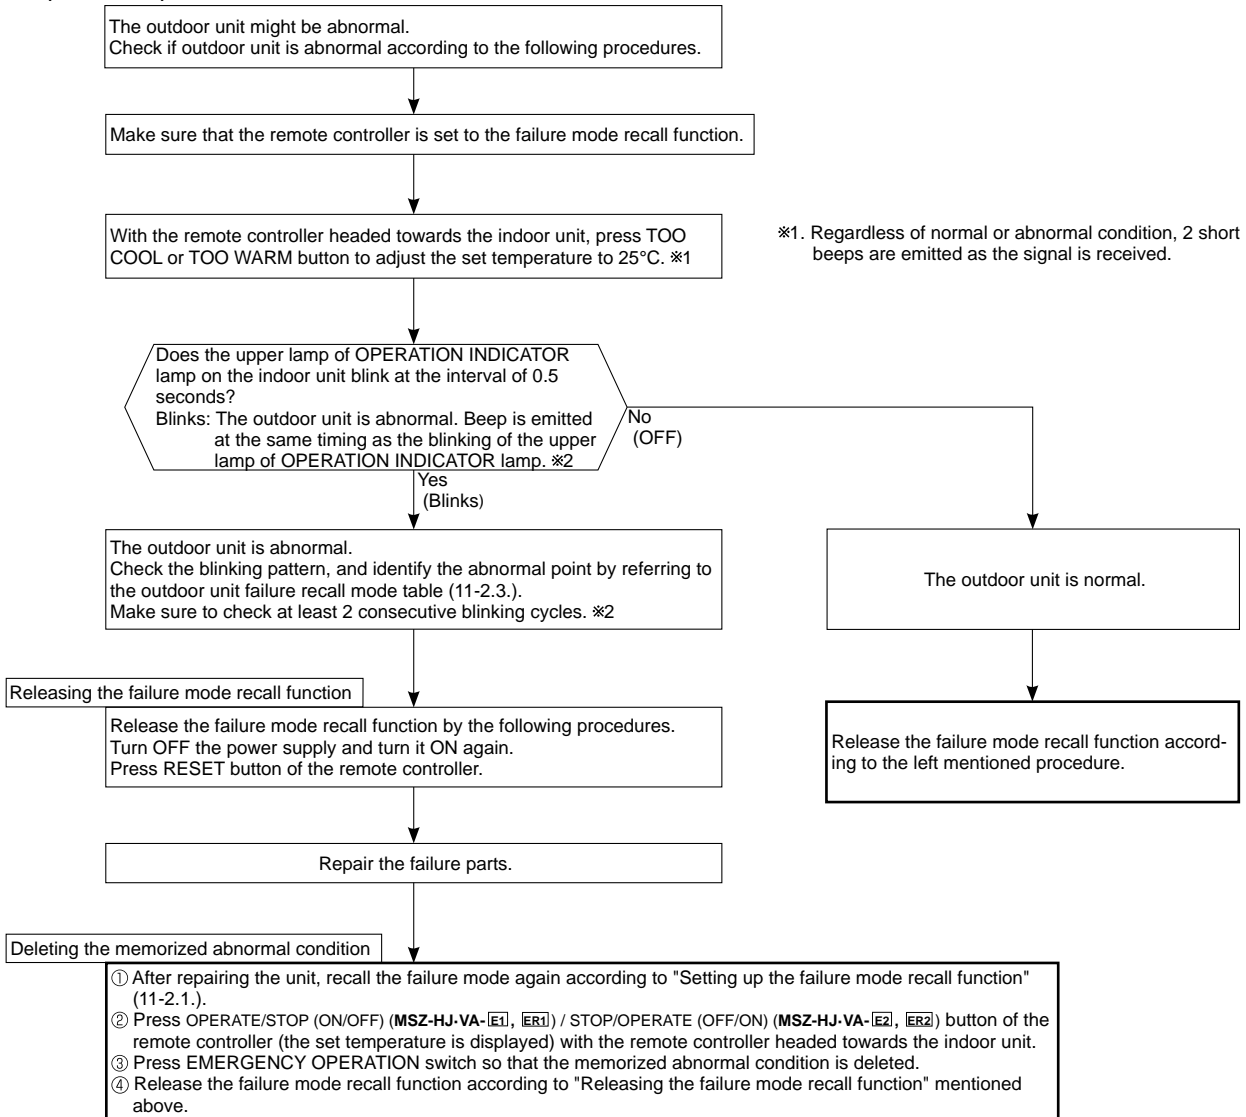 The outdoor unit might be abnormal.
Check if outdoor unit is abnormal according to the following procedures.
Make sure that the remote controller is set to the failure mode recall function.
With the remote controller headed towards the indoor unit, press TOO
COOL or TOO WARM button to adjust the set temperature to 25°C. ※1
※1. Regardless of normal or abnormal condition, 2 short
beeps are emitted as the signal is received.
Does the upper lamp of OPERATION INDICATOR
lamp on the indoor unit blink at the interval of 0.5
seconds?
Blinks: The outdoor unit is abnormal. Beep is emitted
at the same timing as the blinking of the upper
lamp of OPERATION INDICATOR lamp. ※2
No
(OFF)
Yes
(Blinks)
The outdoor unit is abnormal.
Check the blinking pattern, and identify the abnormal point by referring to
the outdoor unit failure recall mode table (11-2.3.).
Make sure to check at least 2 consecutive blinking cycles. ※2
The outdoor unit is normal.
Releasing the failure mode recall function
Release the failure mode recall function by the following procedures.
Turn OFF the power supply and turn it ON again.
Press RESET button of the remote controller.
Release the failure mode recall function accord-
ing to the left mentioned procedure.
Repair the failure parts.
Deleting the memorized abnormal condition
① After repairing the unit, recall the failure mode again according to "Setting up the failure mode recall function"
(11-2.1.).
② Press OPERATE/STOP (ON/OFF) (MSZ-HJ·VA-E1, ER1) / STOP/OPERATE (OFF/ON) (MSZ-HJ·VA-E2, ER2) button of the
remote controller (the set temperature is displayed) with the remote controller headed towards the indoor unit.
③ Press EMERGENCY OPERATION switch so that the memorized abnormal condition is deleted.
④ Release the failure mode recall function according to "Releasing the failure mode recall function" mentioned
above.